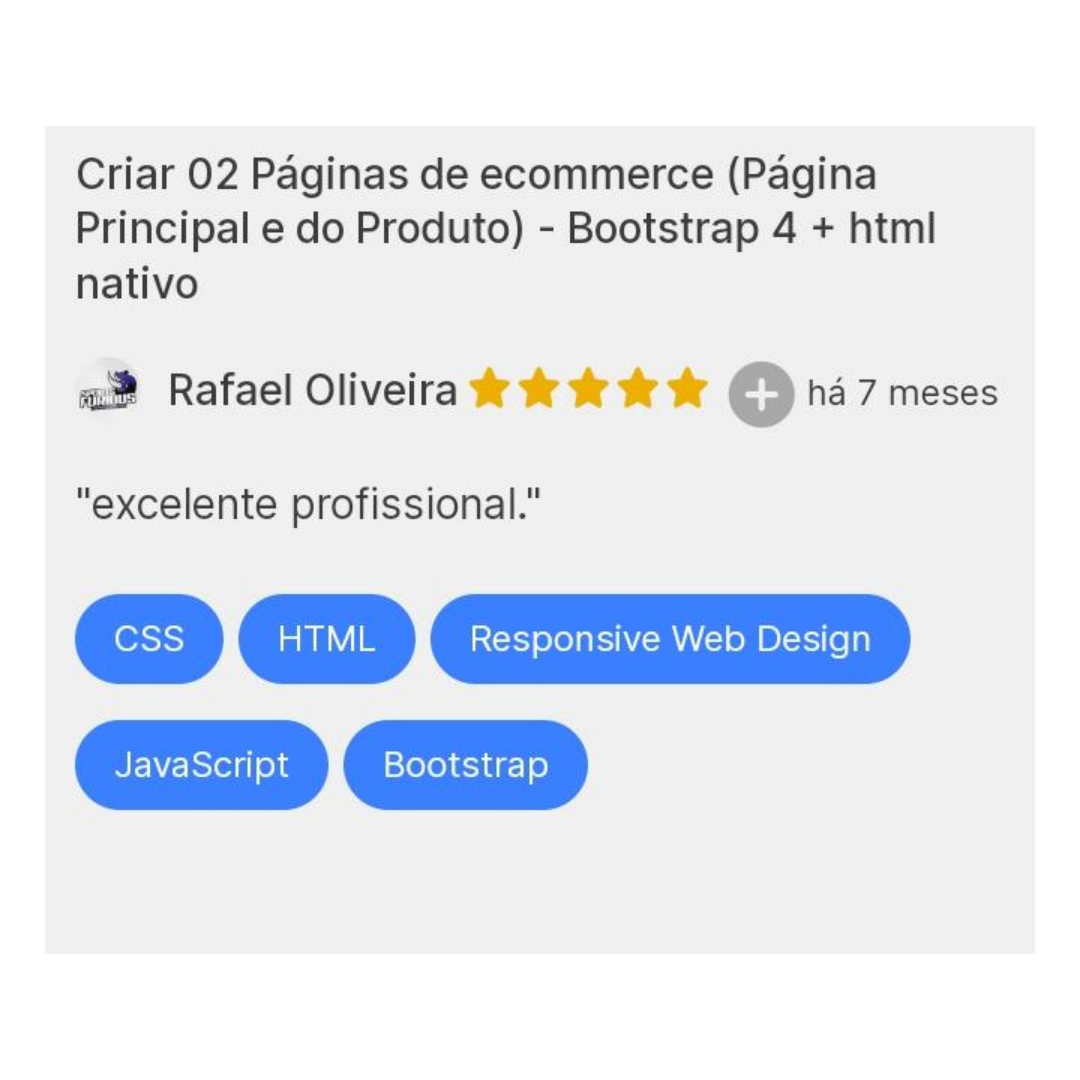 Criar 02 Páginas de ecommerce (Página
Principal e do Produto) - Bootstrap 4 + html
nativo
Rafael Oliveira há 7 meses
"excelente profissional."
CSS HTML Responsive Web Design
JavaScript Bootstrap